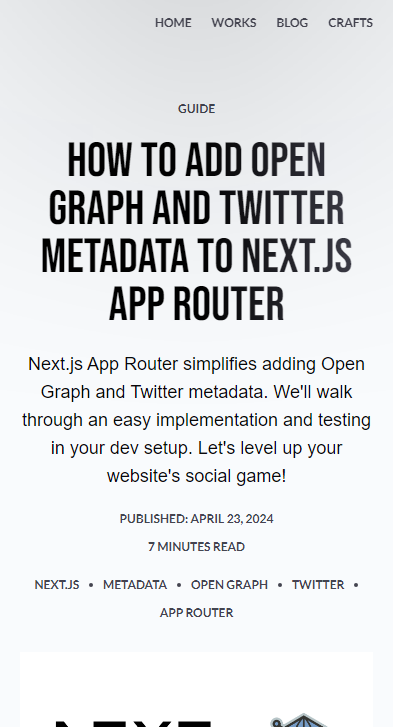 HOME WORKS BLOG CRAFTS
GUIDE
HOW TO ADD OPEN
GRAPH AND TWITTER
METADATA TO NEXT.JS
APP ROUTER
Next.js App Router simplifies adding Open
Graph and Twitter metadata. We'll walk
through an easy implementation and testing
in your dev setup. Let's level up your
website's social game!
PUBLISHED: APRIL 23, 2024
7 MINUTES READ
NEXT.JS • METADATA • OPEN GRAPH • TWITTER •
APP ROUTER